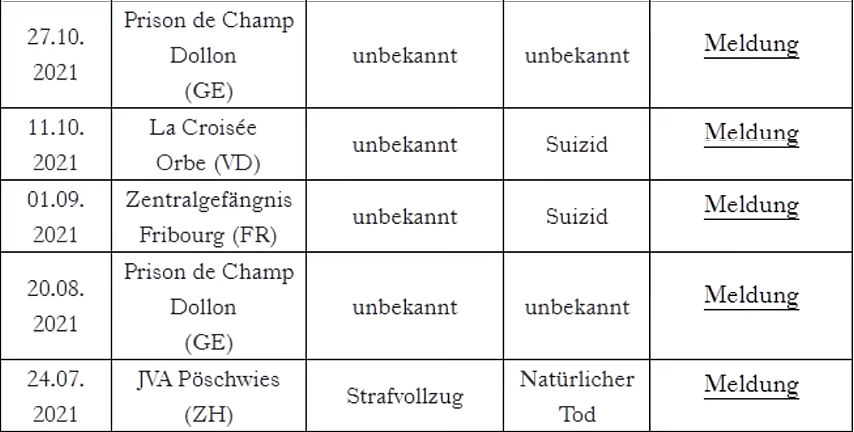 27.10.
2021
Prison de Champ
Dollon
(GE)
unbekannt
unbekannt
Meldung
11.10.
2021
La Croisée
Orbe (VD)
unbekannt
Suizid
Meldung
01.09.
2021
Zentralgefängnis
Fribourg (FR)
unbekannt
Suizid
Meldung
20.08.
2021
Prison de Champ
Dollon
(GE)
unbekannt
unbekannt
Meldung
24.07.
2021
JVA Pöschwies
(ZH)
Strafvollzug
Natürlicher
Tod
Meldung